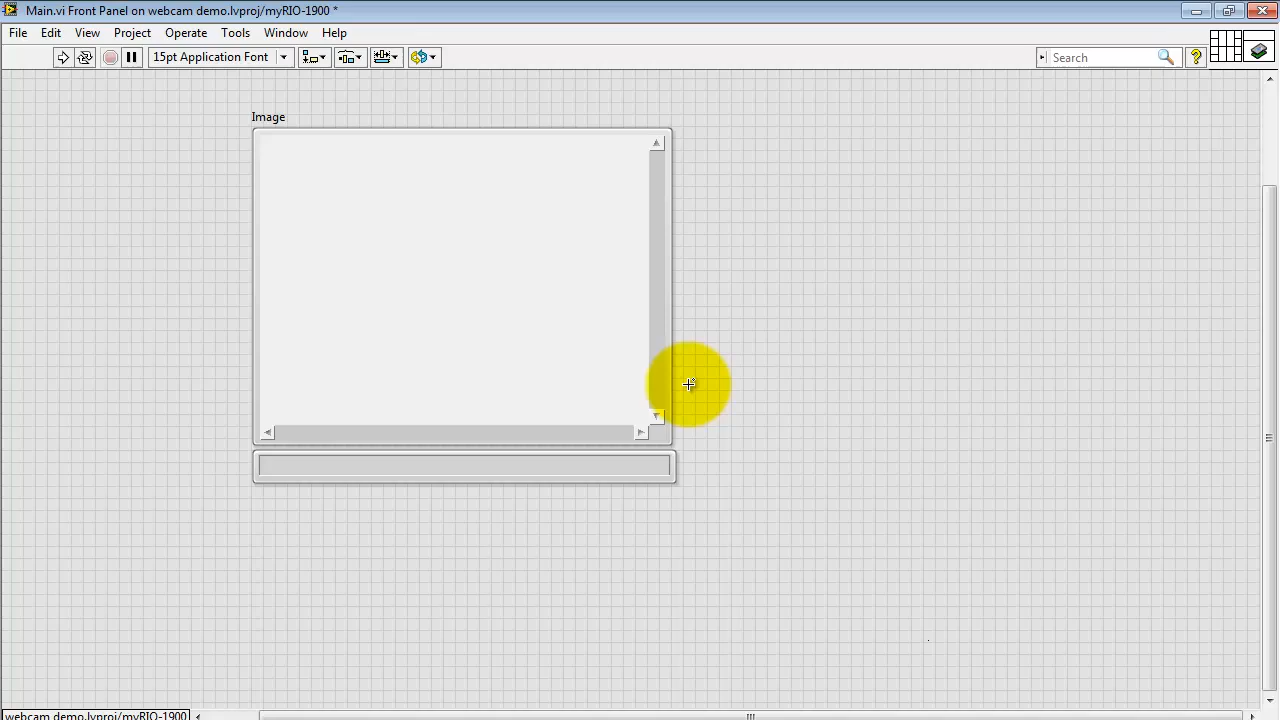 Main.vi Front Panel on webcam demo.lvproj/myRIO-1900 *
File Edit View Project Operate Tools Window Help
15pt Application Font
Search
?
Image
webcam demo.lvproj/myRIO-1900